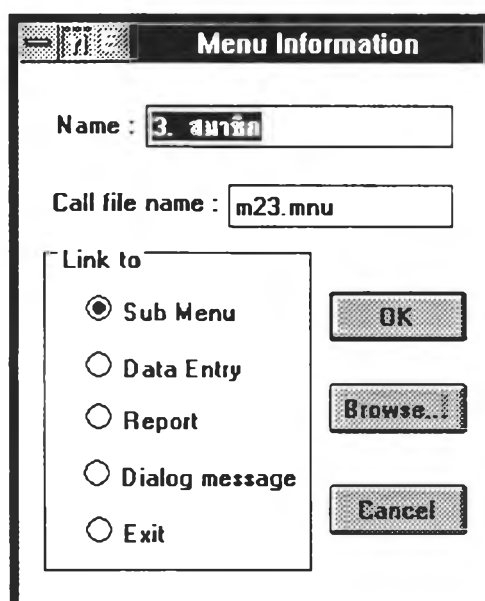 Menu Information
Name : 3. สมาชิก
Call file name : m23.mnu
Link to
Sub Menu
OK
Data Entry
Report
Browse...
Dialog message
Cancel
Exit